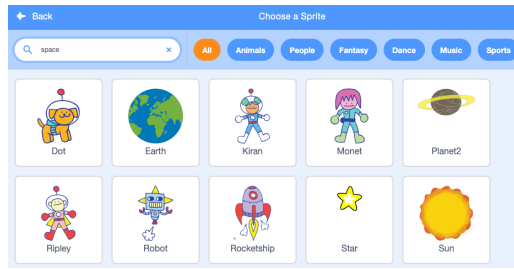 Back Choose a Sprite
space × All Animals People Fantasy Dance Music Sports
Dot Earth Kiran Monet Planet2
Ripley Robot Rocketship Star Sun